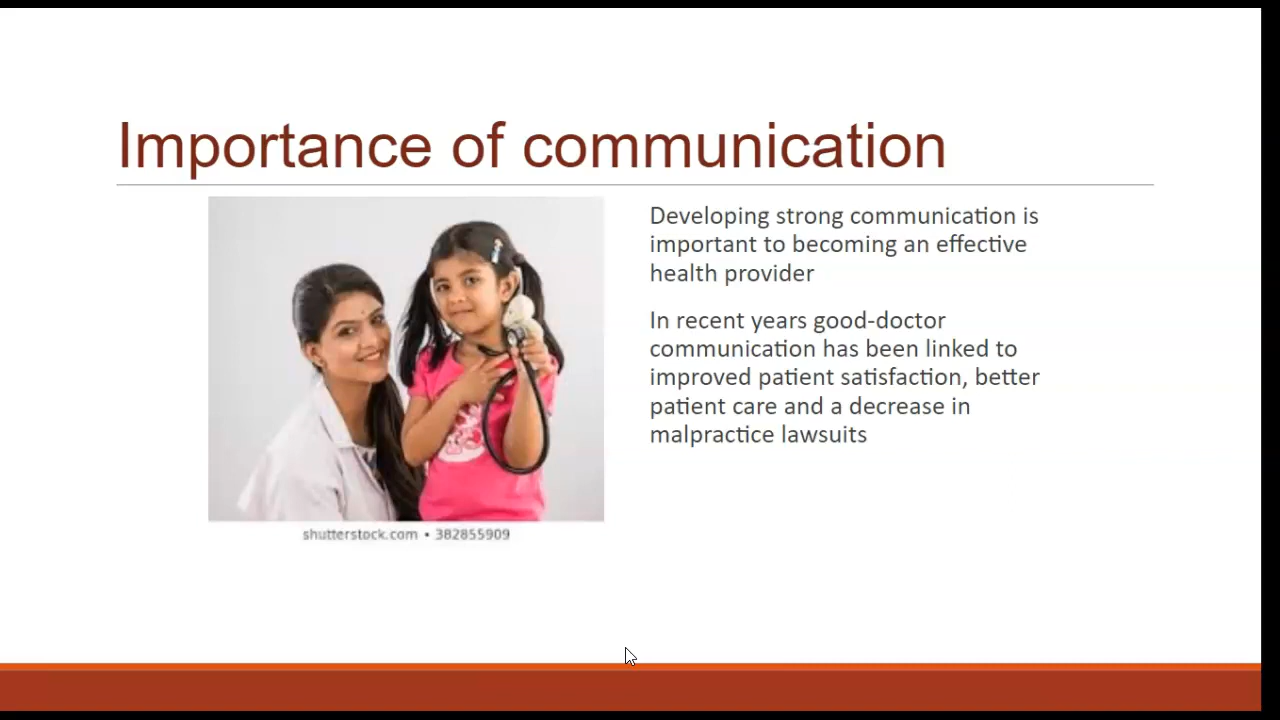 Importance of communication
Developing strong communication is
important to becoming an effective
health provider
In recent years good-doctor
communication has been linked to
improved patient satisfaction, better
patient care and a decrease in
malpractice lawsuits
shutterstock.com • 382855909